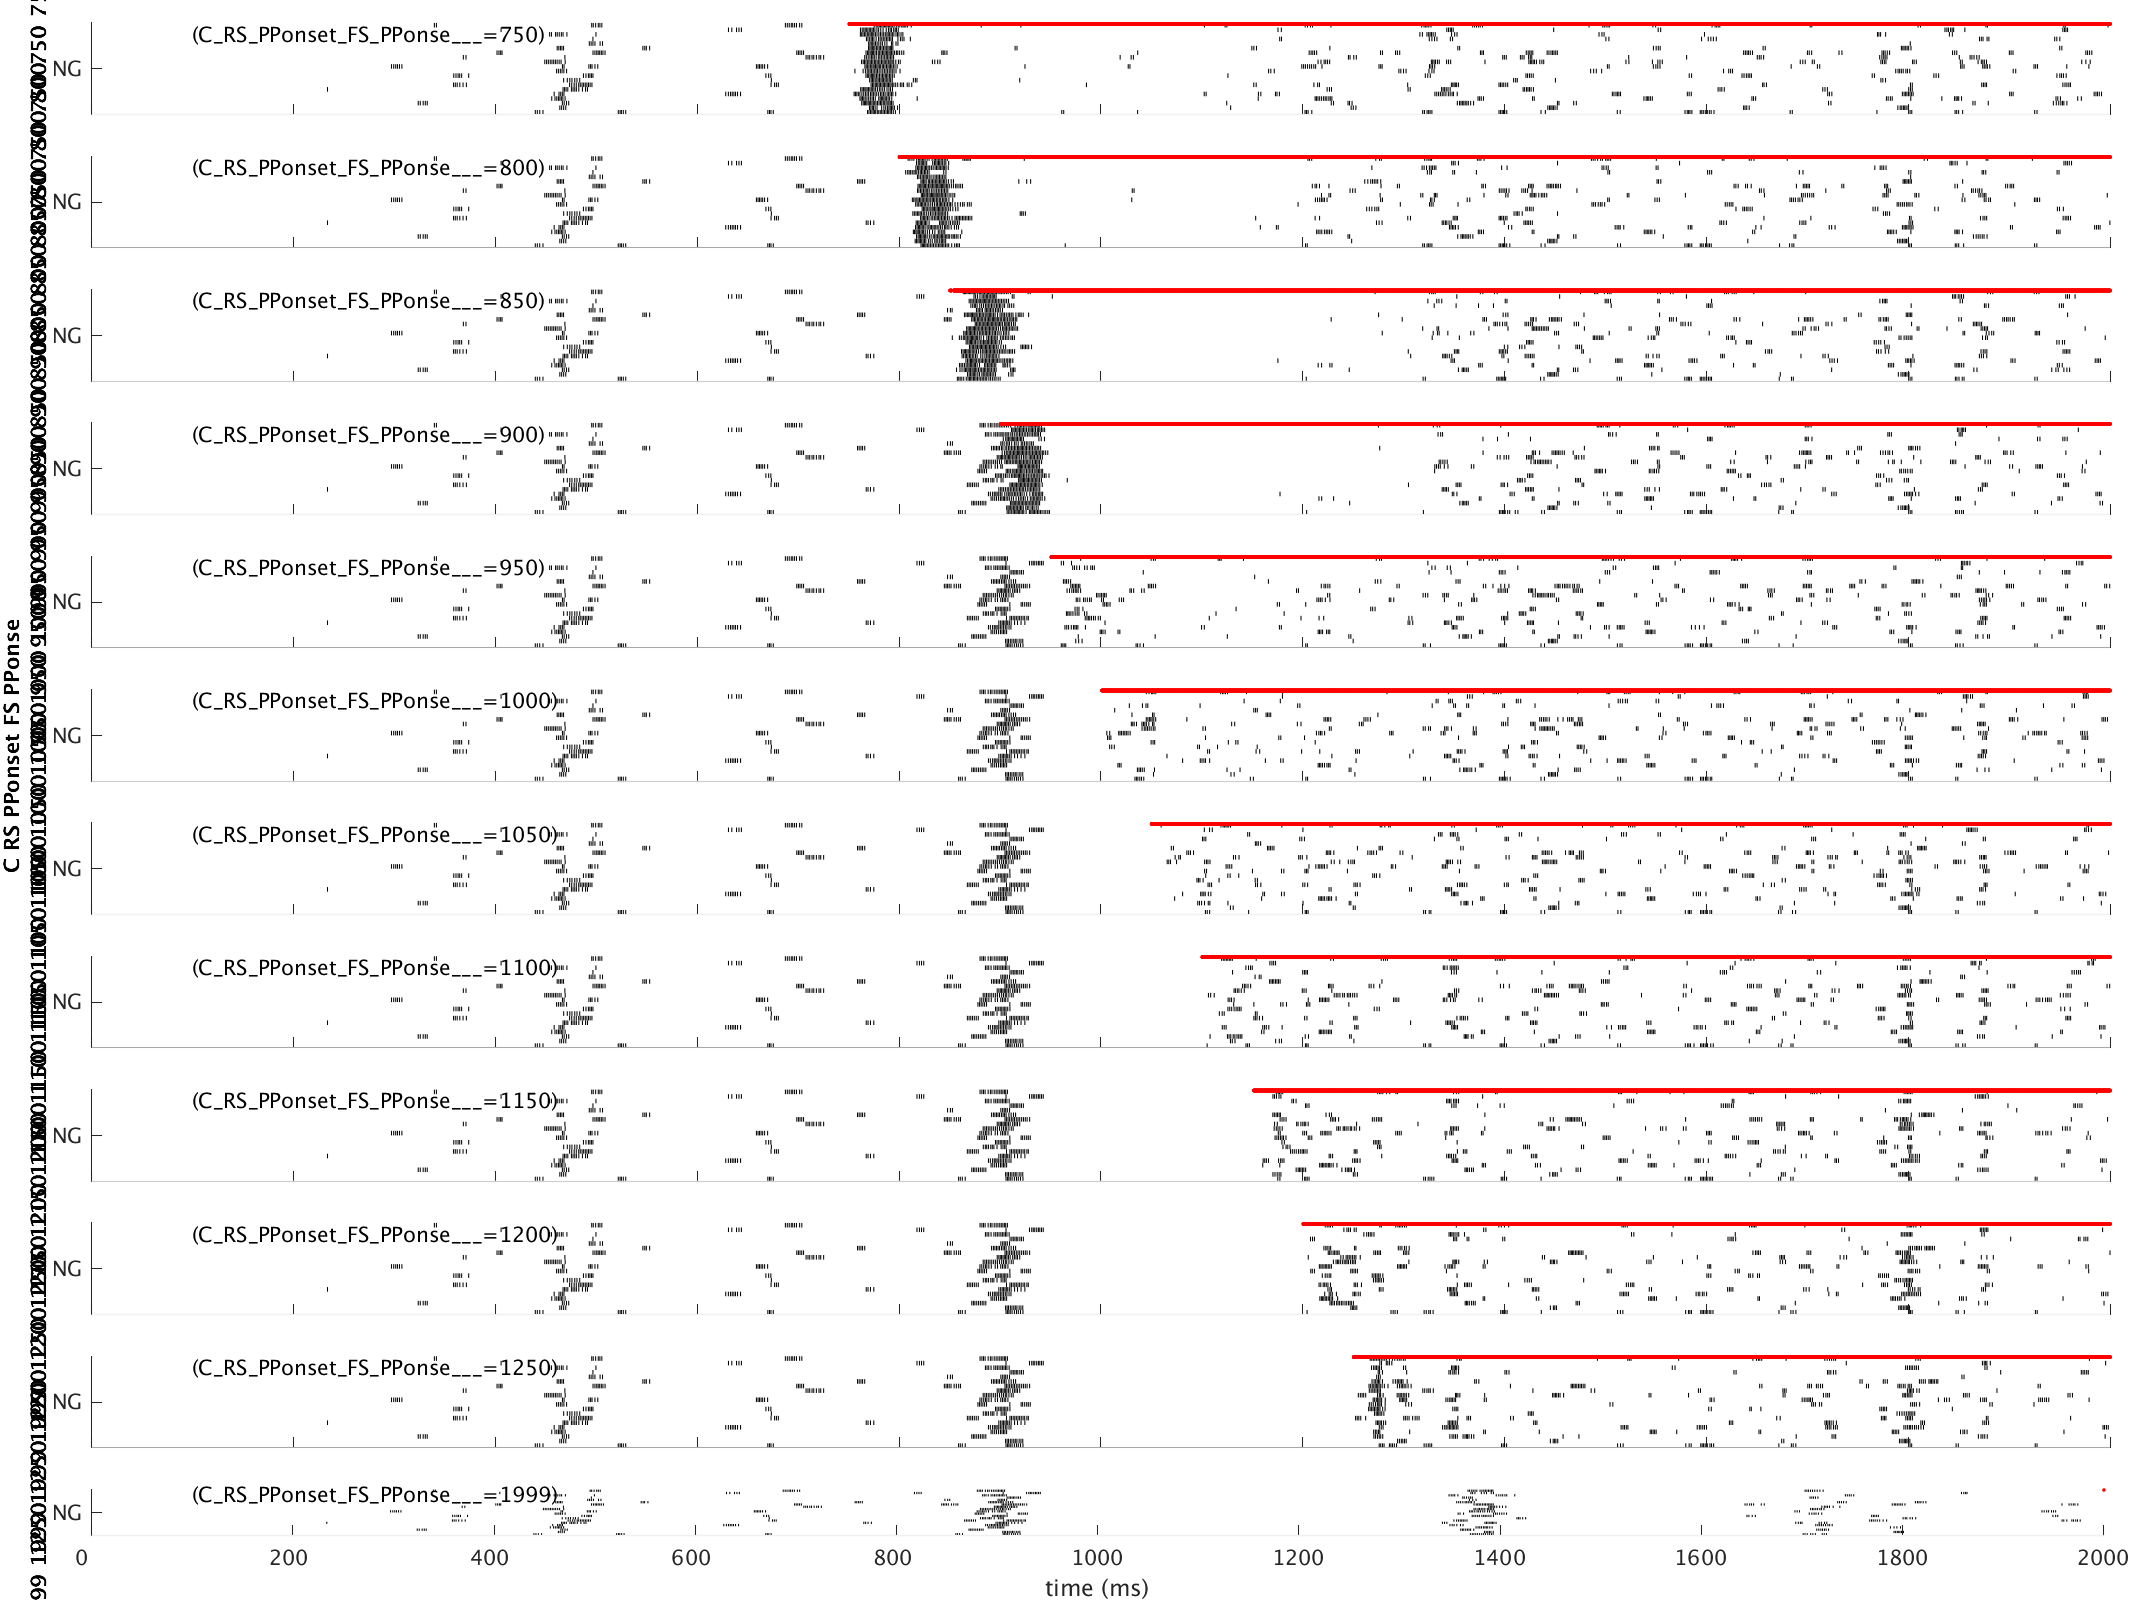 (C_RS_PPonset_FS_PPonse___=750)
NG
(C_RS_PPonset_FS_PPonse___=800)
NG
(C_RS_PPonset_FS_PPonse___=850)
NG
(C_RS_PPonset_FS_PPonse___=900)
NG
(C_RS_PPonset_FS_PPonse___=950)
NG
(C_RS_PPonset_FS_PPonse___=1000)
NG
(C_RS_PPonset_FS_PPonse___=1050)
NG
(C_RS_PPonset_FS_PPonse___=1100)
NG
(C_RS_PPonset_FS_PPonse___=1150)
NG
(C_RS_PPonset_FS_PPonse___=1200)
NG
(C_RS_PPonset_FS_PPonse___=1250)
NG
(C_RS_PPonset_FS_PPonse___=1999)
NG
0 200 400 600 800 1000 1200 1400 1600 1800 2000
time (ms)
C RS PPonset FS PPonse